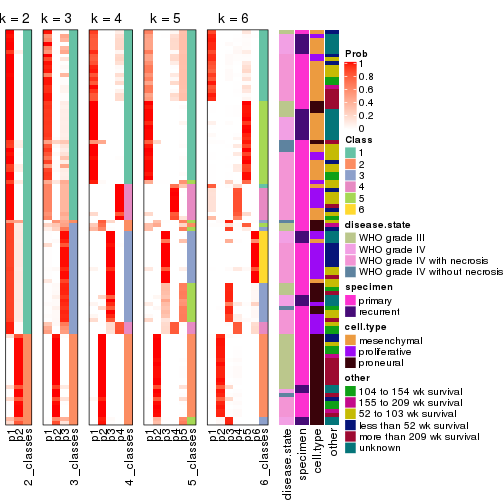 k = 2 k = 3 k = 4 k = 5 k = 6
Prob
1
0.8
0.6
0.4
0.2
0
Class
1
2
3
4
5
6
disease.state
WHO grade III
WHO grade IV
WHO grade IV with necrosis
WHO grade IV without necrosis
specimen
primary
recurrent
cell.type
mesenchymal
proliferative
proneural
other
104 to 154 wk survival
155 to 209 wk survival
52 to 103 wk survival
less than 52 wk survival
more than 209 wk survival
unknown
p1
p2
2_classes
p1
p2
p3
3_classes
p1
p2
p3
p4
4_classes
p1
p2
p3
p4
p5
5_classes
p1
p2
p3
p4
p5
p6
6_classes
disease.state
specimen
cell.type
other